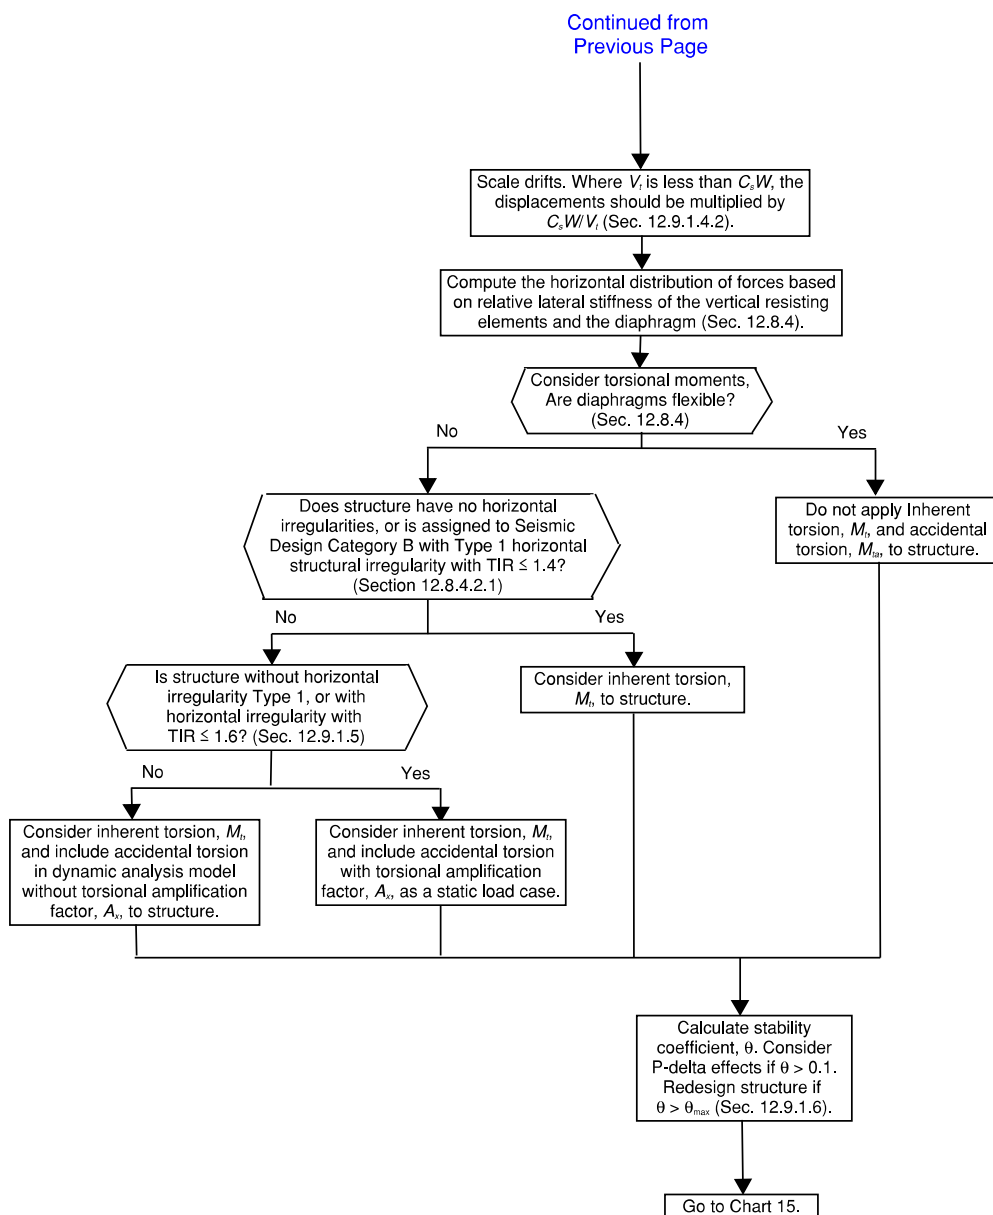 Continued from
Previous Page
Scale drifts. Where Vt is less than CsW, the
displacements should be multiplied by
CsW/Vt (Sec. 12.9.1.4.2).
Compute the horizontal distribution of forces based
on relative lateral stiffness of the vertical resisting
elements and the diaphragm (Sec. 12.8.4).
Consider torsional moments,
Are diaphragms flexible?
(Sec. 12.8.4)
No
Yes
Does structure have no horizontal
irregularities, or is assigned to Seismic
Design Category B with Type 1 horizontal
structural irregularity with TIR ≤ 1.4?
(Section 12.8.4.2.1)
Do not apply Inherent
torsion, Mt, and accidental
torsion, Mta, to structure.
No
Yes
Is structure without horizontal
irregularity Type 1, or with
horizontal irregularity with
TIR ≤ 1.6? (Sec. 12.9.1.5)
Consider inherent torsion,
Mt, to structure.
No
Yes
Consider inherent torsion, Mt,
and include accidental torsion
in dynamic analysis model
without torsional amplification
factor, Ax, to structure.
Consider inherent torsion, Mt,
and include accidental torsion
with torsional amplification
factor, Ax, as a static load case.
Calculate stability
coefficient, θ. Consider
P-delta effects if θ > 0.1.
Redesign structure if
θ > θmax (Sec. 12.9.1.6).
Go to Chart 15.